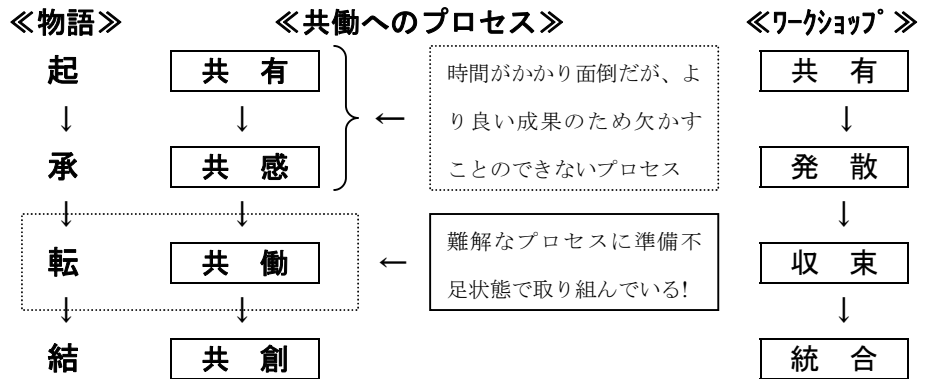 ≪物語≫ ≪共働へのプロセス≫ ≪ﾜｰｸｼｮｯﾌﾟ≫
起 共 有 ← 時間がかかり面倒だが、よ 共 有
↓ ↓ り良い成果のため欠かす ↓
承 共 感 ことのできないプロセス 発 散
↓ ↓ ↓
転 共 働 ← 難解なプロセスに準備不 収 束
足状態で取り組んでいる!
↓ ↓ ↓
結 共 創 統 合